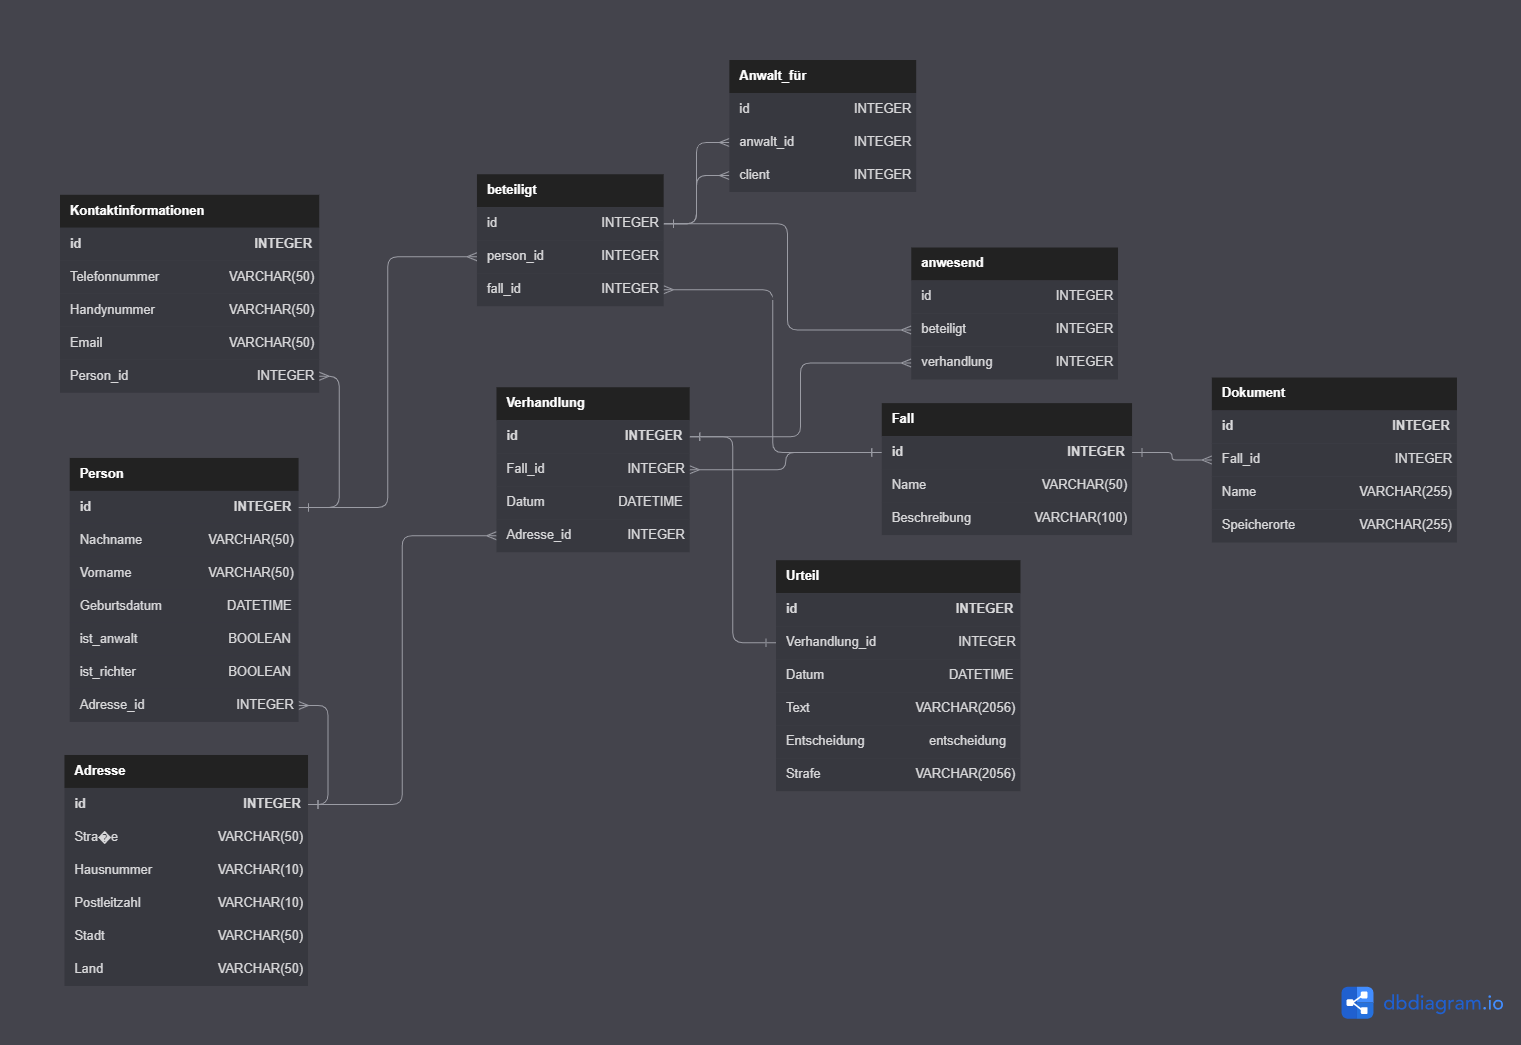 Anwalt_für
id INTEGER
anwalt_id INTEGER
client INTEGER
beteiligt
id INTEGER
person_id INTEGER
fall_id INTEGER
Kontaktinformationen
id INTEGER
Telefonnummer VARCHAR(50)
Handynummer VARCHAR(50)
Email VARCHAR(50)
Person_id INTEGER
anwesend
id INTEGER
beteiligt INTEGER
verhandlung INTEGER
Verhandlung
id INTEGER
Fall_id INTEGER
Datum DATETIME
Adresse_id INTEGER
Fall
id INTEGER
Name VARCHAR(50)
Beschreibung VARCHAR(100)
Dokument
id INTEGER
Fall_id INTEGER
Name VARCHAR(255)
Speicherorte VARCHAR(255)
Person
id INTEGER
Nachname VARCHAR(50)
Vorname VARCHAR(50)
Geburtsdatum DATETIME
ist_anwalt BOOLEAN
ist_richter BOOLEAN
Adresse_id INTEGER
Urteil
id INTEGER
Verhandlung_id INTEGER
Datum DATETIME
Text VARCHAR(2056)
Entscheidung entscheidung
Strafe VARCHAR(2056)
Adresse
id INTEGER
Stra�e VARCHAR(50)
Hausnummer VARCHAR(10)
Postleitzahl VARCHAR(10)
Stadt VARCHAR(50)
Land VARCHAR(50)
dbdiagram.io